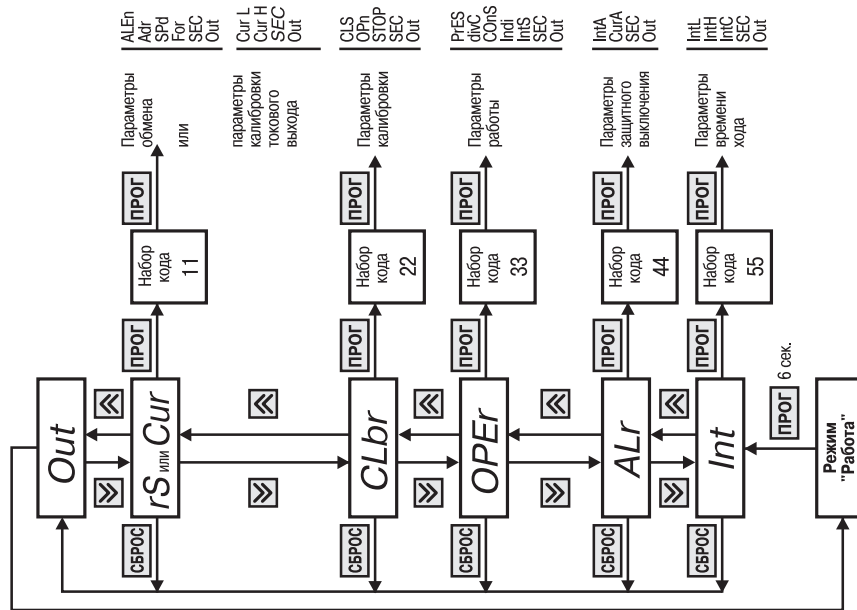 Режим
"Работа"
ПРОГ
6 сек.
Int
СБРОС
ПРОГ
Набор
кода
55
ПРОГ
Параметры
времени
хода
IntL
IntH
IntC
SEC
Out
ALr
СБРОС
ПРОГ
Набор
кода
44
ПРОГ
Параметры
защитного
выключения
IntA
CurA
SEC
Out
OPEr
СБРОС
ПРОГ
Набор
кода
33
ПРОГ
Параметры
работы
PrES
divC
COnS
Indi
IntS
SEC
Out
CLbr
СБРОС
ПРОГ
Набор
кода
22
ПРОГ
Параметры
калибровки
CLS
OPn
STOP
SEC
Out
rS или Cur
СБРОС
ПРОГ
Набор
кода
11
ПРОГ
Параметры
обмена
или
параметры
калибровки
токового
выхода
ALEn
Adr
SPd
For
SEC
Out
Cur L
Cur H
SEC
Out
Out